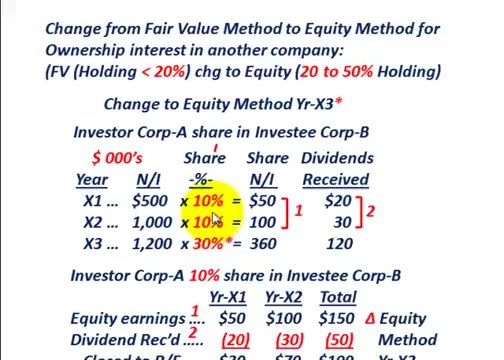 Change from Fair Value Method to Equity Method for
Ownership interest in another company:
(FV (Holding < 20%) chg to Equity (20 to 50% Holding)
Change to Equity Method Yr-X3*
Investor Corp-A share in Investee Corp-B
$ 000's Share Share Dividends
Year N/I -%- N/I Received
X1 ... $500 x 10% = $50 1 $20 2
X2 ... 1,000 x 10% = 100 30
X3 ... 1,200 x 30%* = 360 120
Investor Corp-A 10% share in Investee Corp-B
Yr-X1 Yr-X2 Total
Equity earnings 1 .... $50 $100 $150 Δ Equity
Dividend Rec'd 2 ..... (20) (30) (50) Method
$30 $70 $100